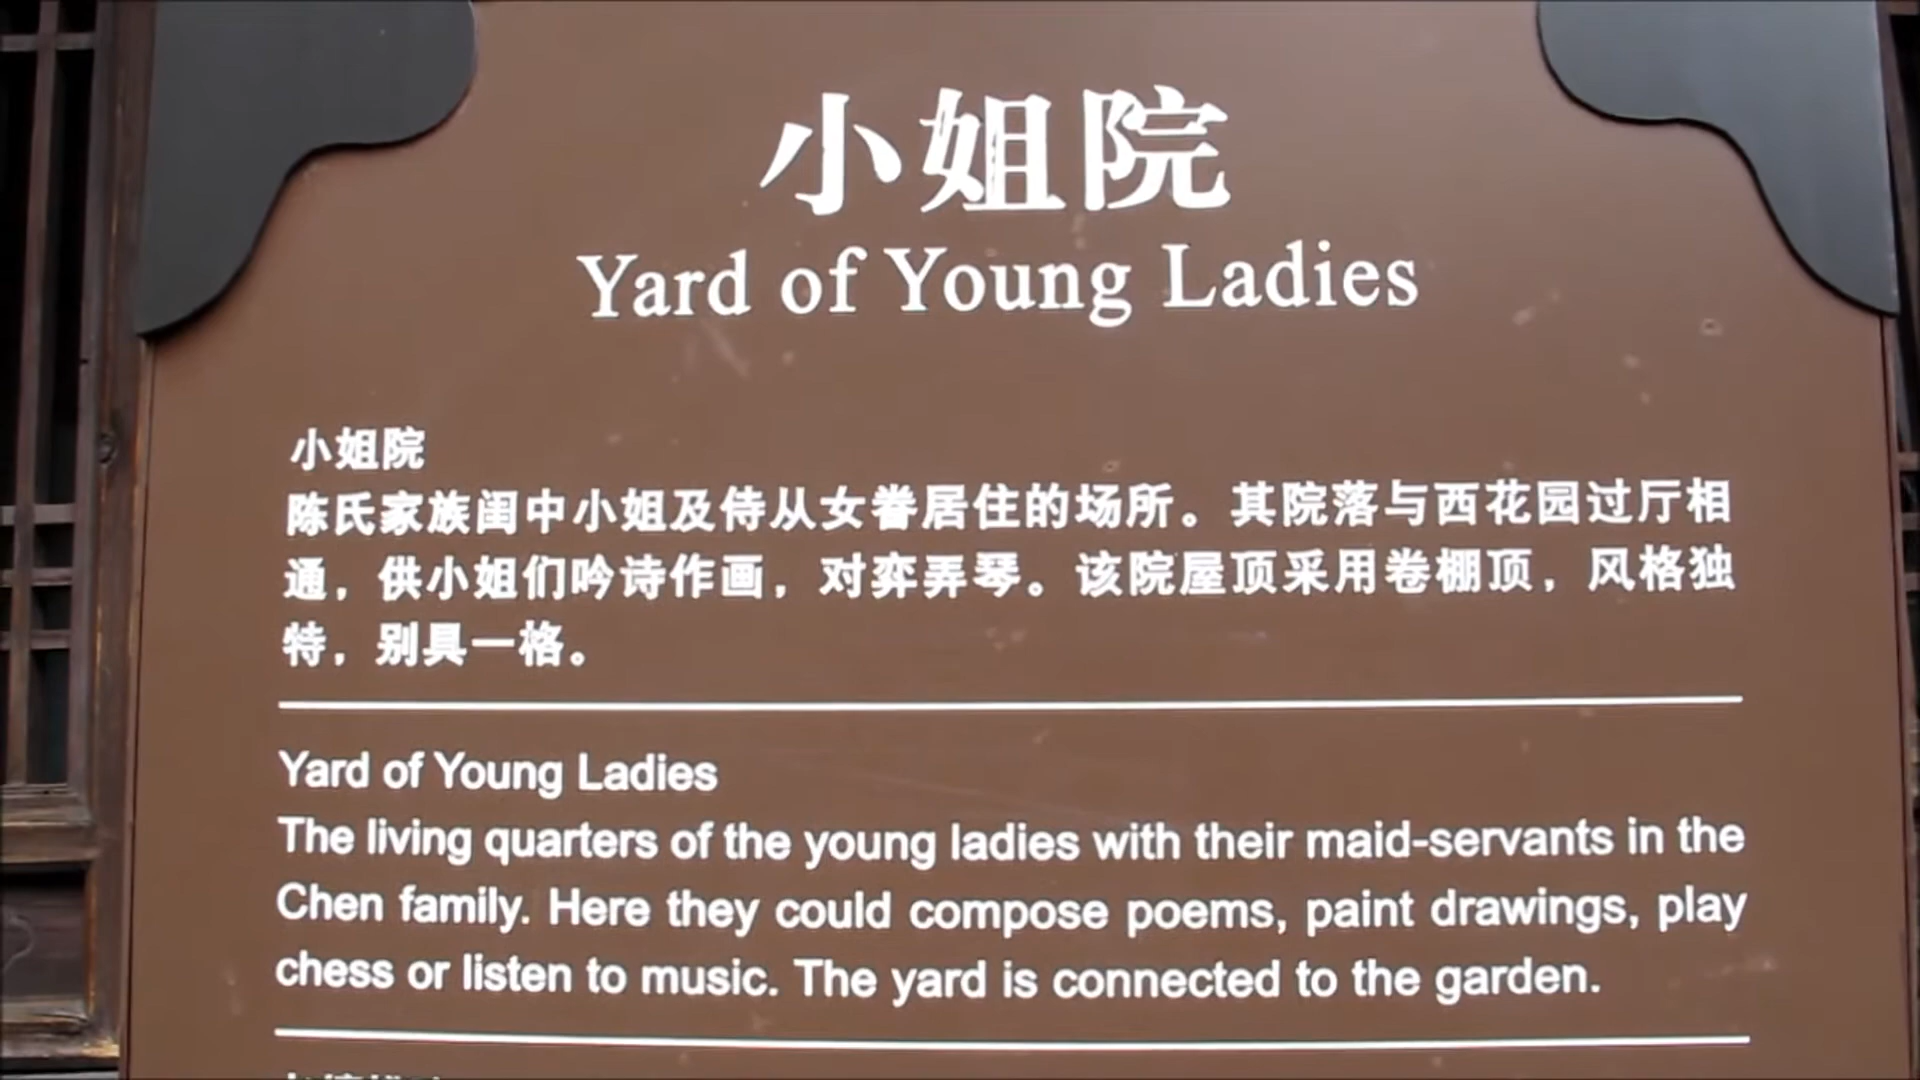 小姐院
Yard of Young Ladies
小姐院
陈氏家族闺中小姐及侍从女眷居住的场所。其院落与西花园过厅相
通，供小姐们吟诗作画，对弈弄琴。该院屋顶采用卷棚顶，风格独
特，别具一格。
Yard of Young Ladies
The living quarters of the young ladies with their maid-servants in the
Chen family. Here they could compose poems, paint drawings, play
chess or listen to music. The yard is connected to the garden.